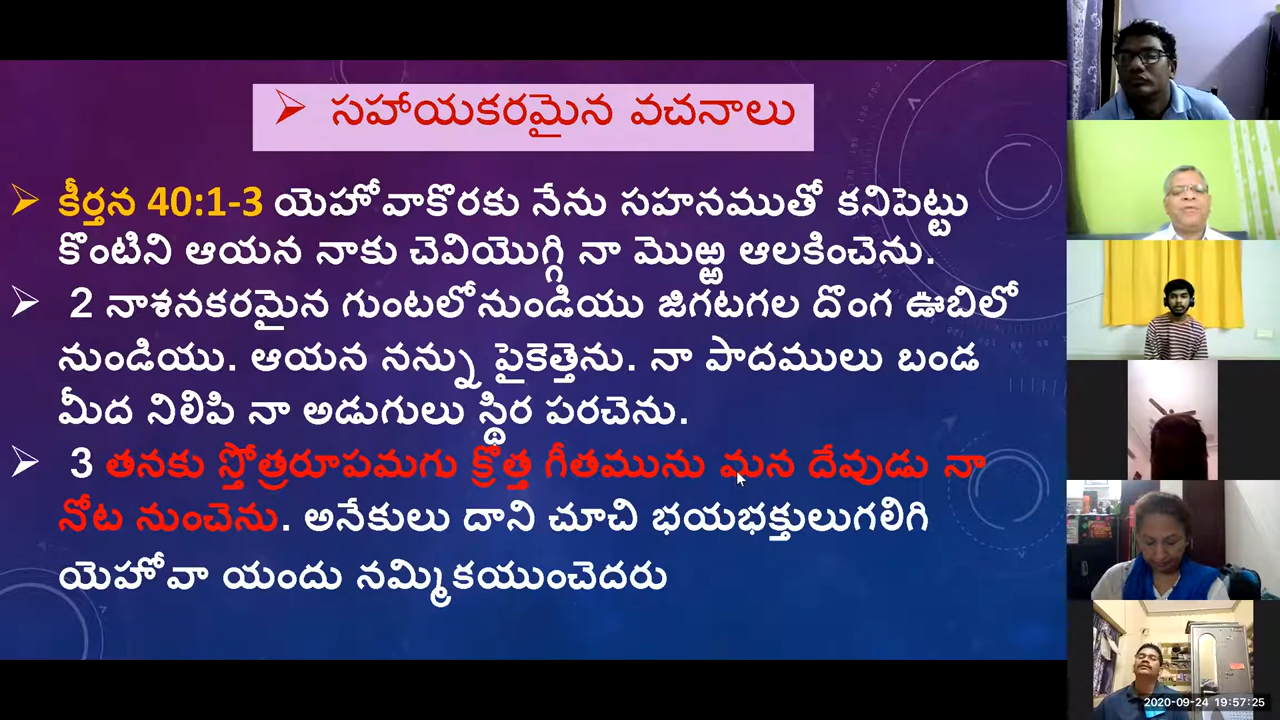 ➢ సహాయకరమైన వచనాలు
➢ కీర్తన 40:1-3 యెహోవాకొరకు నేను సహనముతో కనిపెట్టు
కొంటిని ఆయన నాకు చెవియొగ్గి నా మొఱ్ఱ ఆలకించెను.
➢ 2 నాశనకరమైన గుంటలోనుండియు జిగటగల దొంగ ఊబిలో
నుండియు. ఆయన నన్ను పైకెత్తెను. నా పాదములు బండ
మీద నిలిపి నా అడుగులు స్థిర పరచెను.
➢ 3 తనకు స్తోత్రరూపమగు క్రొత్త గీతమును మన దేవుడు నా
నోట నుంచెను. అనేకులు దాని చూచి భయభక్తులుగలిగి
యెహోవా యందు నమ్మికయుంచెదరు
2020-09-24 19:57:25